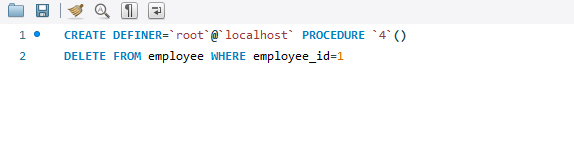 1 CREATE DEFINER=`root`@`localhost` PROCEDURE `4`()
2 DELETE FROM employee WHERE employee_id=1